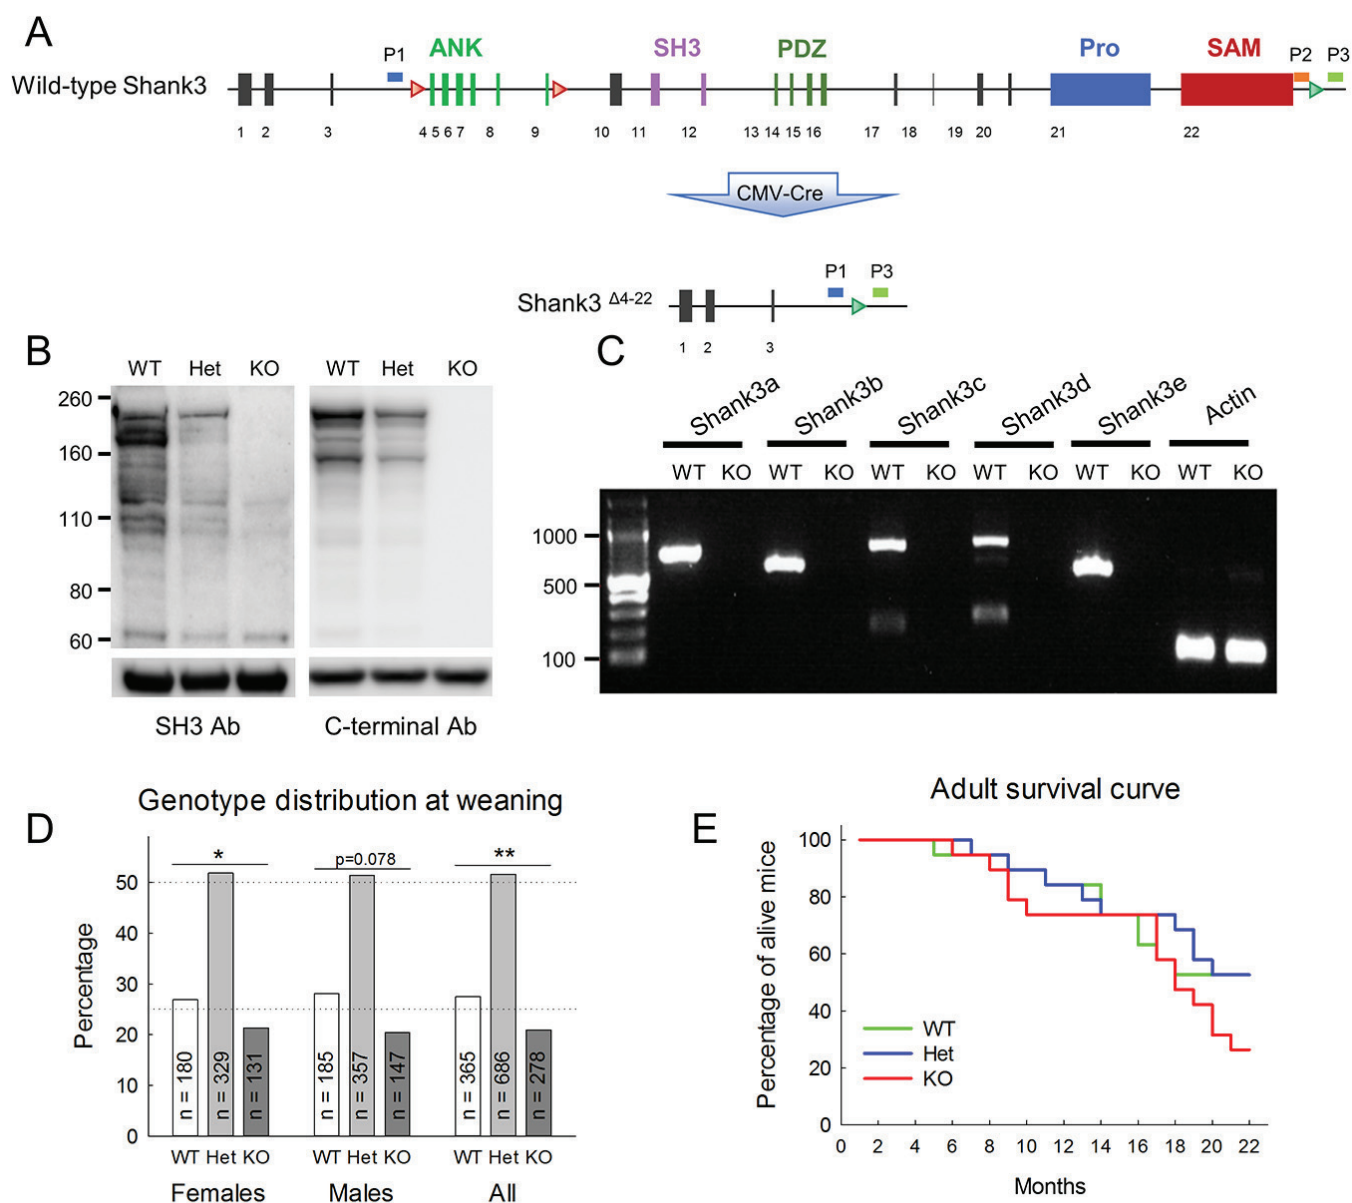 A
ANK SH3 PDZ Pro SAM
P1 P2 P3
Wild-type Shank3
1 2 3 4 5 6 7 8 9 10 11 12 13 14 15 16 17 18 19 20 21 22
CMV-Cre
P1 P3
Shank3 Δ4-22
1 2 3
B
WT Het KO WT Het KO
260
160
110
80
60
SH3 Ab C-terminal Ab
C
Shank3a Shank3b Shank3c Shank3d Shank3e Actin
WT KO WT KO WT KO WT KO WT KO WT KO
1000
500
100
D
Genotype distribution at weaning
Percentage
50
40
30
20
10
0
* p=0.078 **
n = 180 n = 329 n = 131 n = 185 n = 357 n = 147 n = 365 n = 686 n = 278
WT Het KO WT Het KO WT Het KO
Females Males All
E
Adult survival curve
Percentage of alive mice
100
80
60
40
20
0
WT
Het
KO
0 2 4 6 8 10 12 14 16 18 20 22
Months